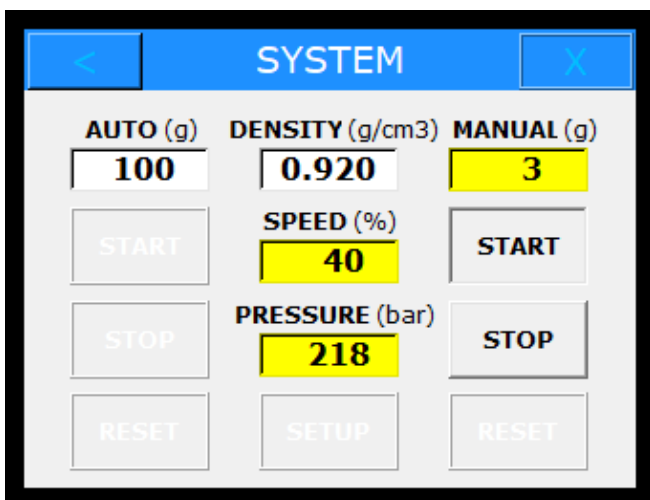 < SYSTEM X
AUTO (g) DENSITY (g/cm3) MANUAL (g)
100 0.920 3
SPEED (%)
START 40 START
PRESSURE (bar)
STOP 218 STOP
RESET SETUP RESET